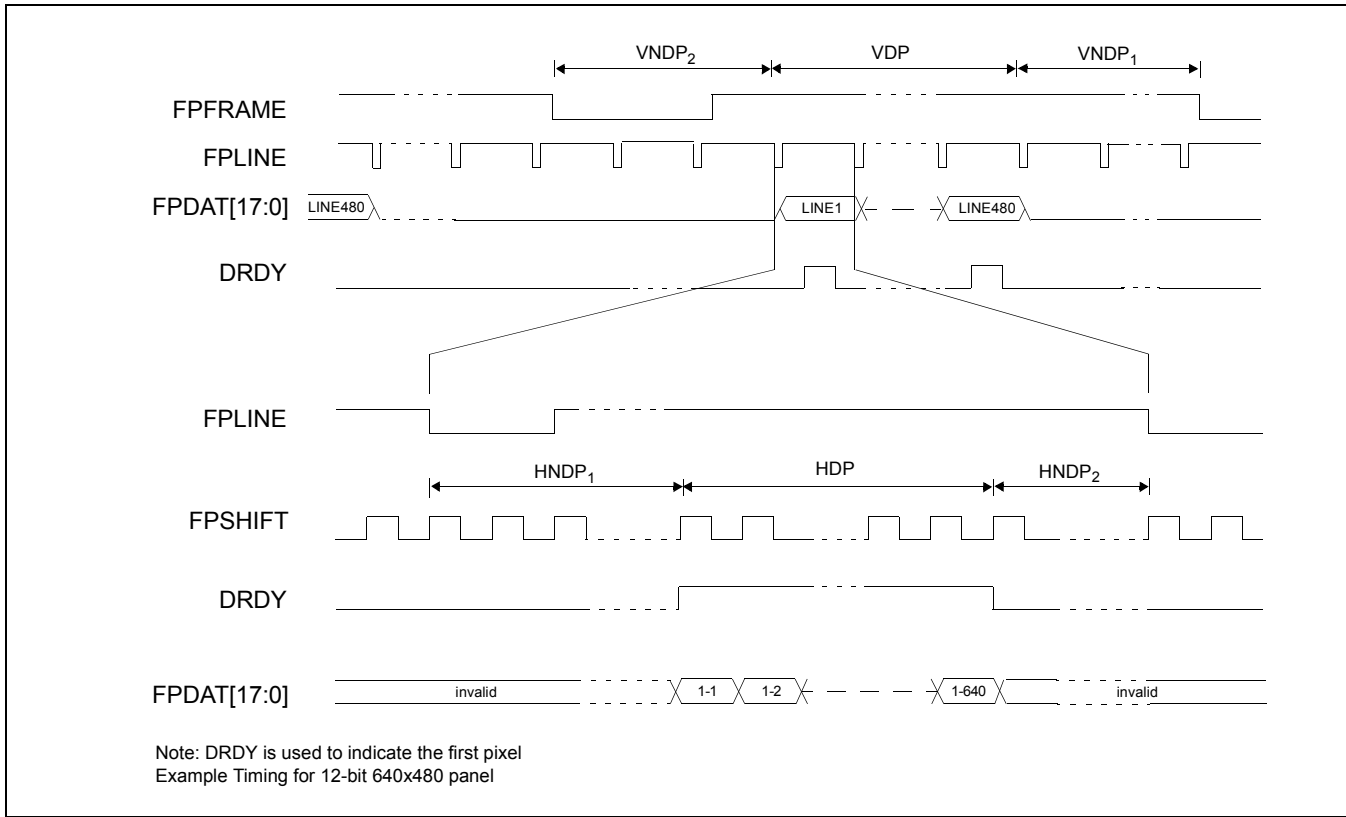 VNDP2 VDP VNDP1
FPFRAME
FPLINE
FPDAT[17:0] LINE480 LINE1 LINE480
DRDY
FPLINE
HNDP1 HDP HNDP2
FPSHIFT
DRDY
FPDAT[17:0] invalid 1-1 1-2 1-640 invalid
Note: DRDY is used to indicate the first pixel
Example Timing for 12-bit 640x480 panel